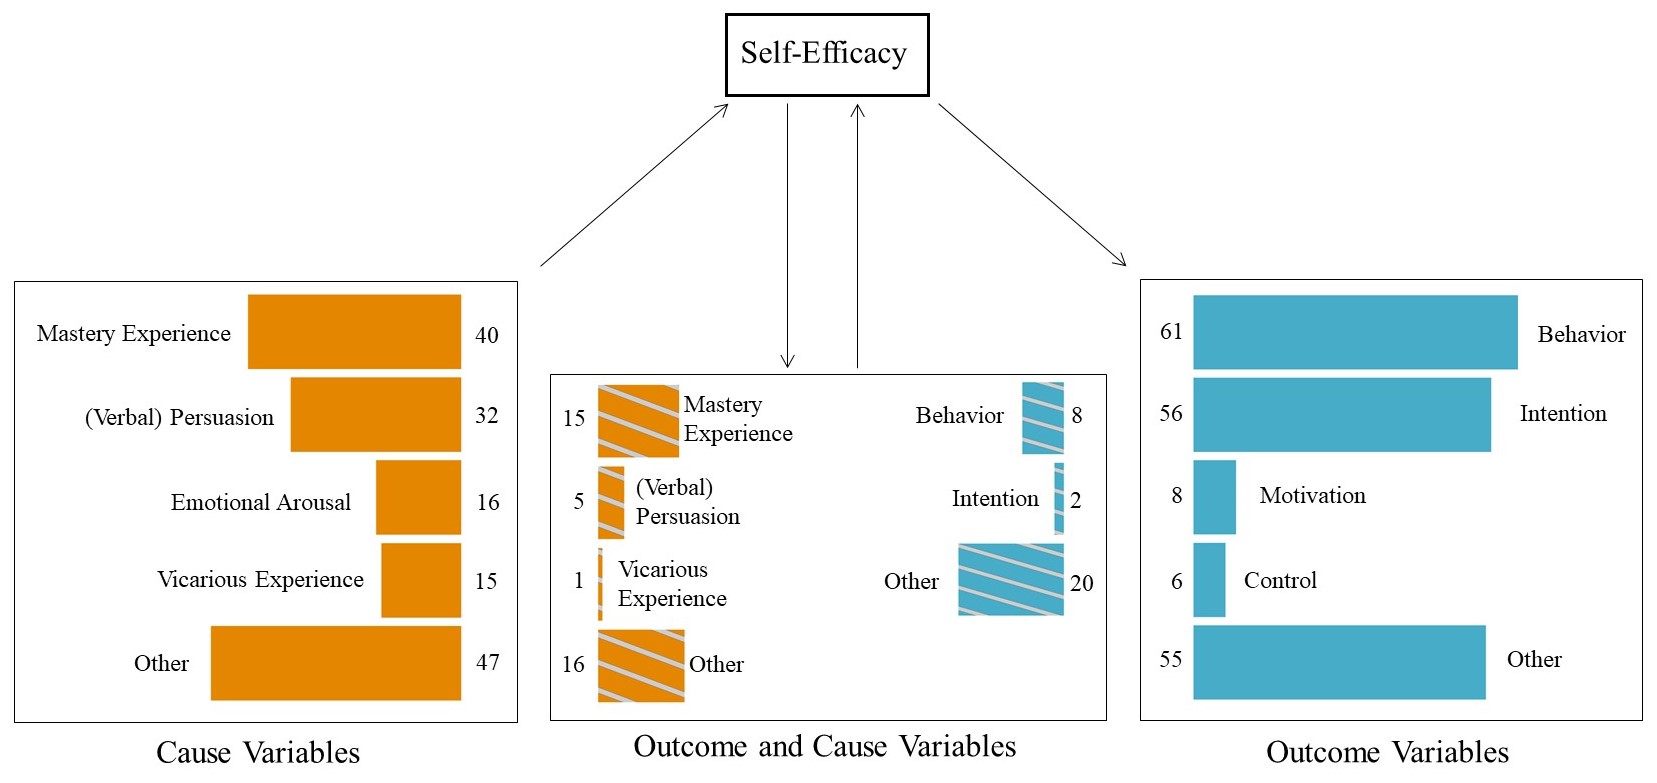 Self-Efficacy
Mastery Experience 40
(Verbal) Persuasion 32
Emotional Arousal 16
Vicarious Experience 15
Other 47
Cause Variables
15 Mastery
Experience
5 (Verbal)
Persuasion
1 Vicarious
Experience
16 Other
Behavior 8
Intention 2
Other 20
Outcome and Cause Variables
61 Behavior
56 Intention
8 Motivation
6 Control
55 Other
Outcome Variables